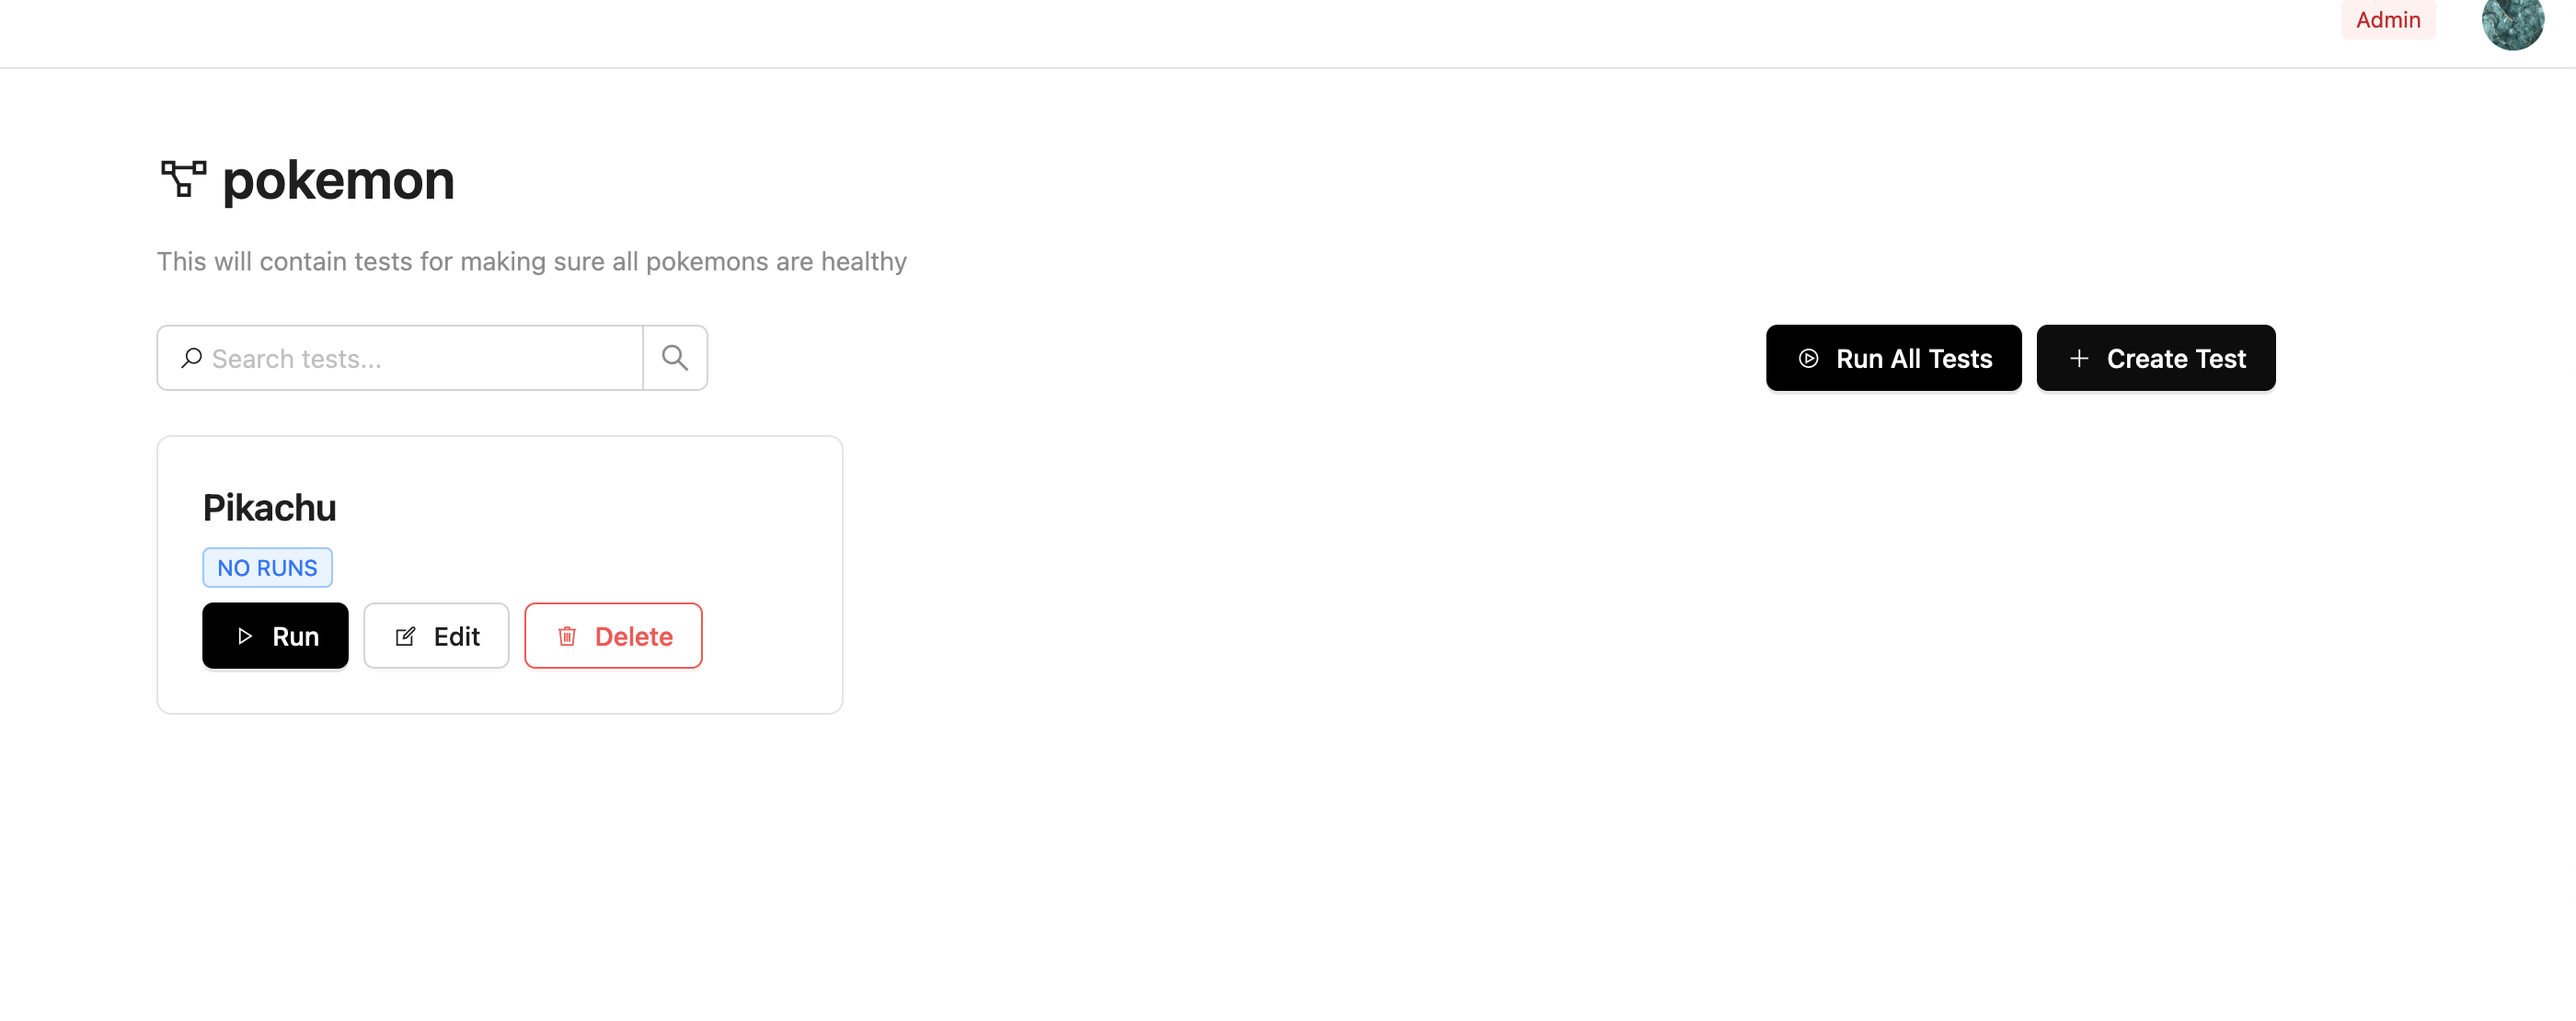 Admin
pokemon
This will contain tests for making sure all pokemons are healthy
Search tests...
Run All Tests
Create Test
Pikachu
NO RUNS
Run
Edit
Delete